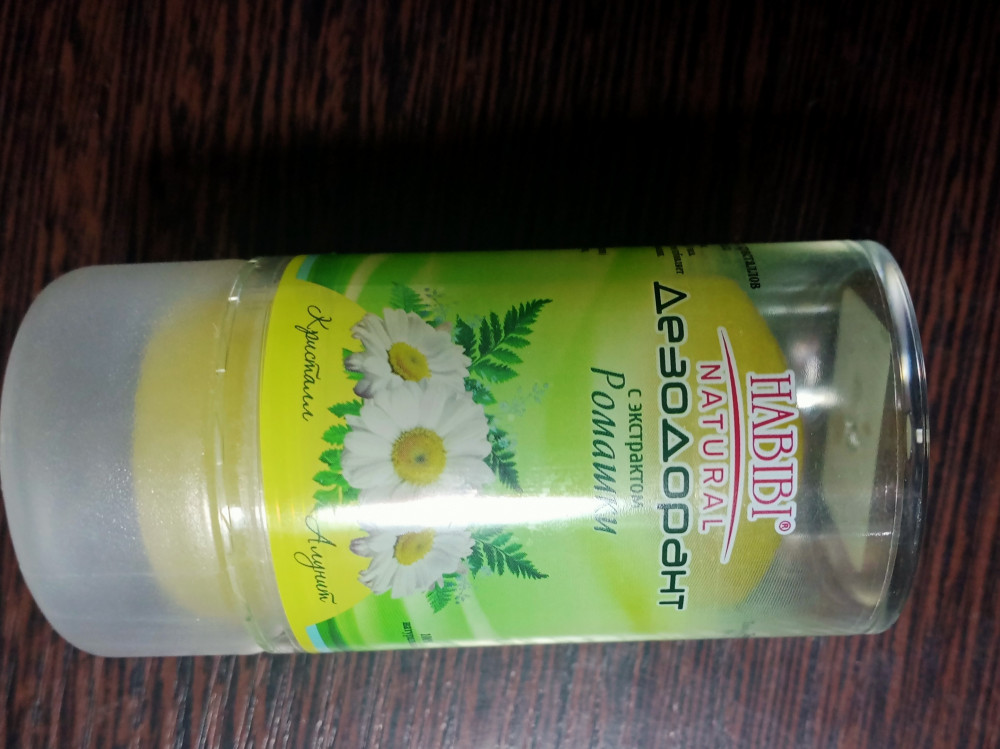 HABIBI®
NATURAL
Дезодорант
с экстрактом
Ромашки
Кристалл Алунит